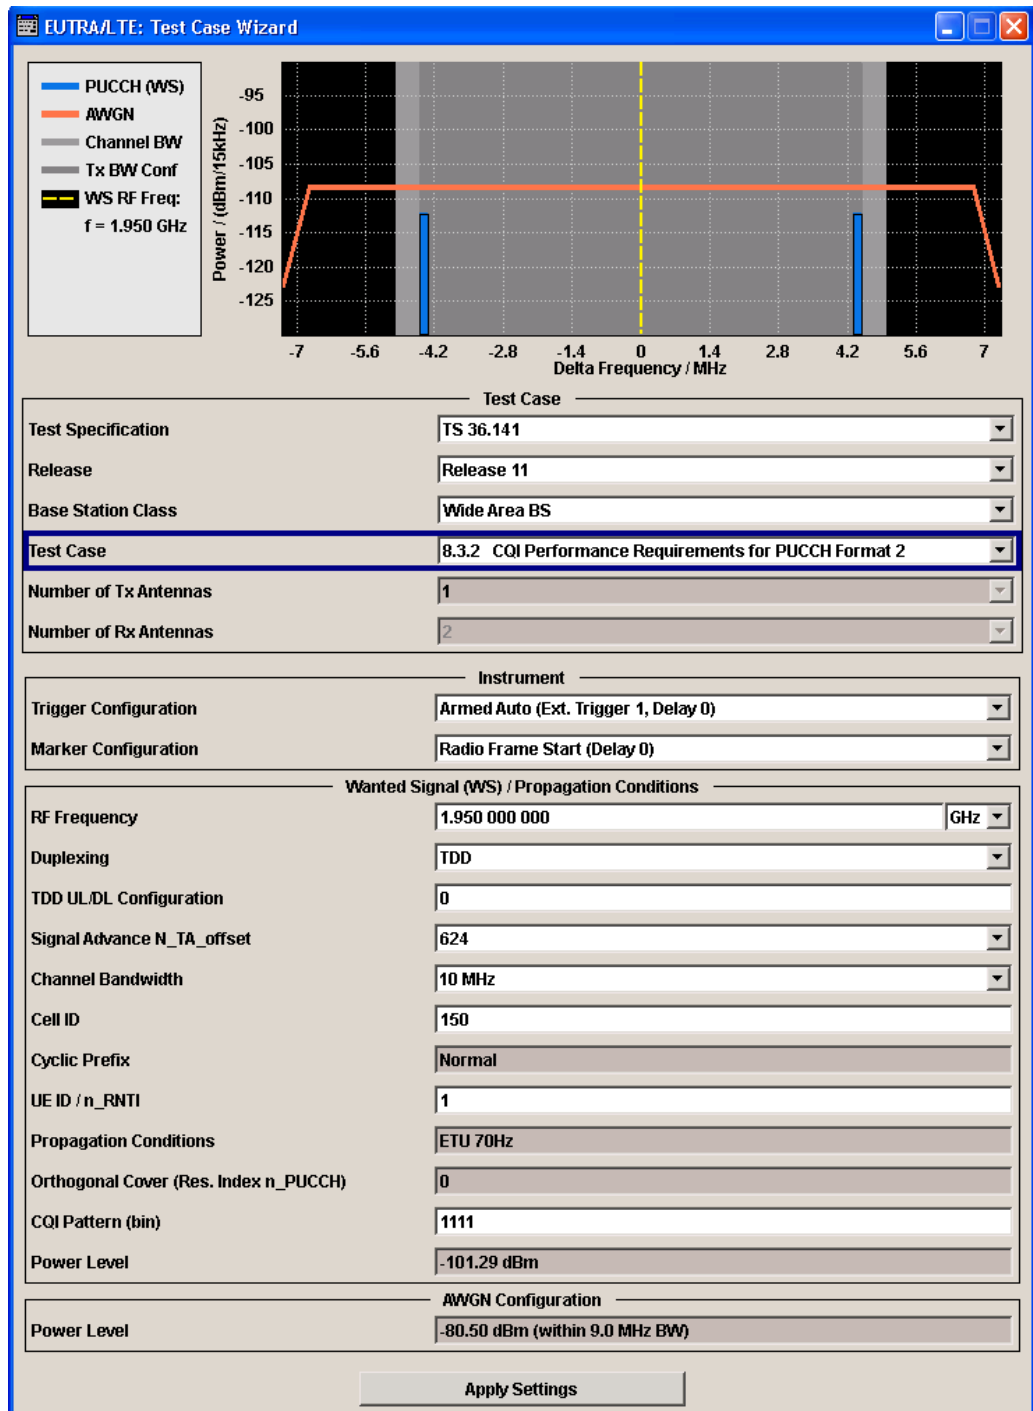 EUTRA/LTE: Test Case Wizard
PUCCH (WS)
AWGN
Channel BW
Tx BW Conf
WS RF Freq:
f = 1.950 GHz
Power / (dBm/15kHz)
-95
-100
-105
-110
-115
-120
-125
-7 -5.6 -4.2 -2.8 -1.4 0 1.4 2.8 4.2 5.6 7
Delta Frequency / MHz
Test Case
Test Specification TS 36.141
Release Release 11
Base Station Class Wide Area BS
Test Case 8.3.2 CQI Performance Requirements for PUCCH Format 2
Number of Tx Antennas 1
Number of Rx Antennas 2
Instrument
Trigger Configuration Armed Auto (Ext. Trigger 1, Delay 0)
Marker Configuration Radio Frame Start (Delay 0)
Wanted Signal (WS) / Propagation Conditions
RF Frequency 1.950 000 000 GHz
Duplexing TDD
TDD UL/DL Configuration 0
Signal Advance N_TA_offset 624
Channel Bandwidth 10 MHz
Cell ID 150
Cyclic Prefix Normal
UE ID / n_RNTI 1
Propagation Conditions ETU 70Hz
Orthogonal Cover (Res. Index n_PUCCH) 0
CQI Pattern (bin) 1111
Power Level -101.29 dBm
AWGN Configuration
Power Level -80.50 dBm (within 9.0 MHz BW)
Apply Settings